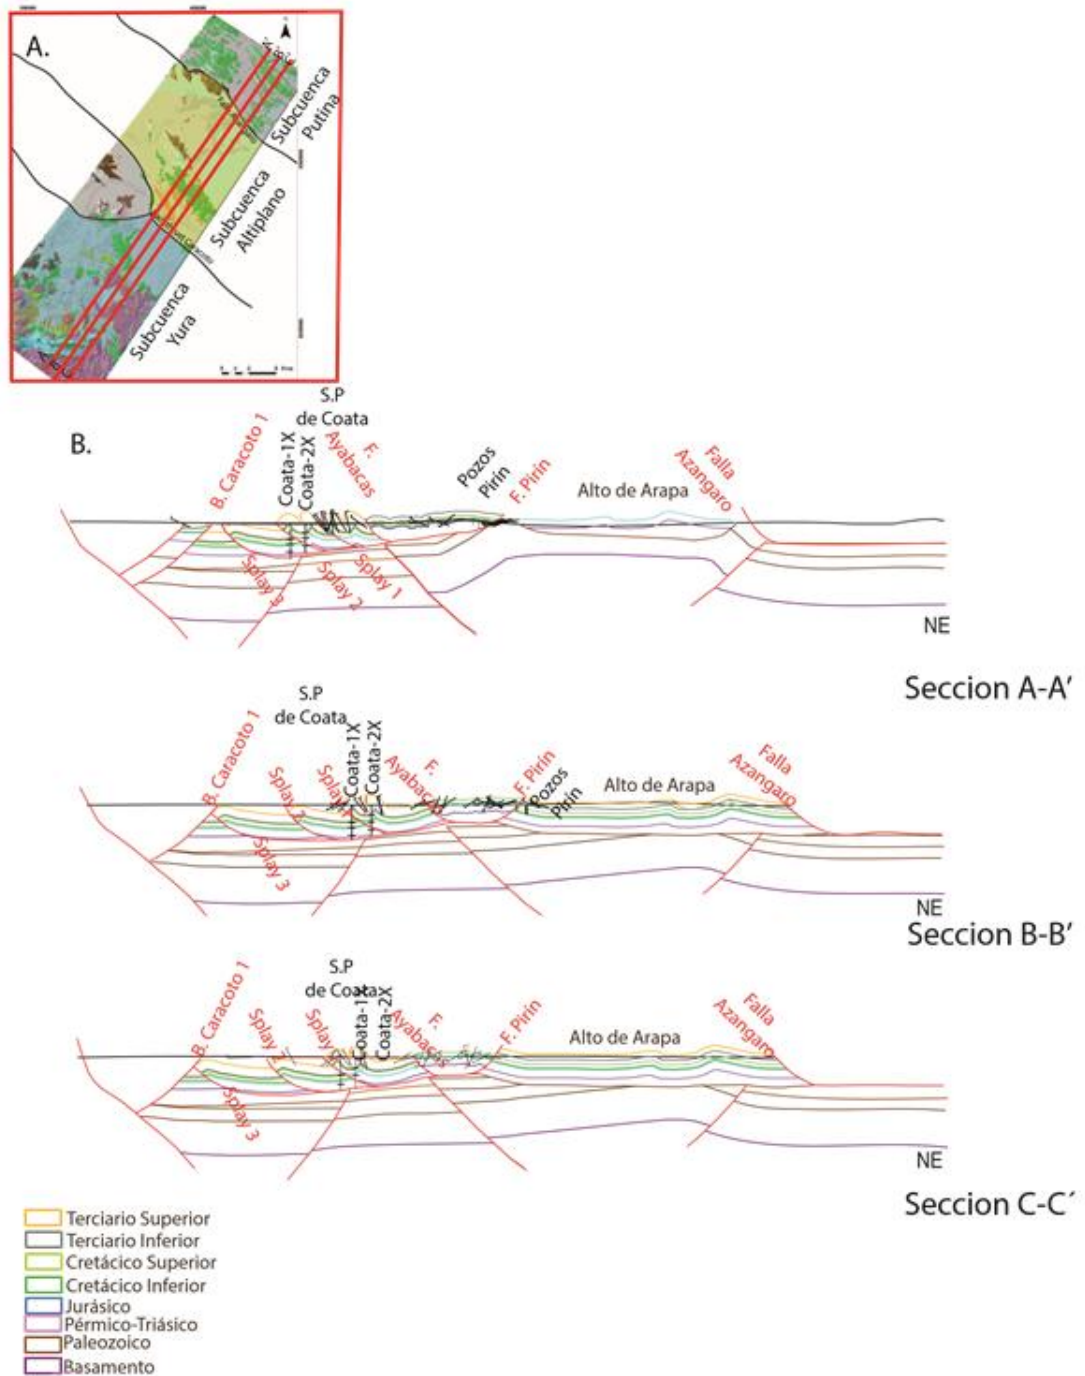 A.
Subcuenca
Putina
Subcuenca
Altiplano
Subcuenca
Yura
B.
S.P
de Coata
B. Caracoto 1
Coata-1X
Coata-2X
F.
Ayabacas
Pozos
Pirín
F. Pirín
Alto de Arapa
Falla
Azangaro
Splay 3
Splay 2
Splay 1
NE
Seccion A-A'
S.P
de Coata
B. Caracoto 1
Splay 2
Splay 1
Coata-1X
Coata-2X
F.
Ayabacas
F. Pirín
Pozos
Pirín
Alto de Arapa
Falla
Azangaro
Splay 3
NE
Seccion B-B'
S.P
de Coata
B. Caracoto 1
Splay 2
Splay
Coata-1X
Coata-2X
F.
Ayabacas
F. Pirín
Alto de Arapa
Falla
Azangaro
Splay 3
NE
Seccion C-C´
Terciario Superior
Terciario Inferior
Cretácico Superior
Cretácico Inferior
Jurásico
Pérmico-Triásico
Paleozoico
Basamento